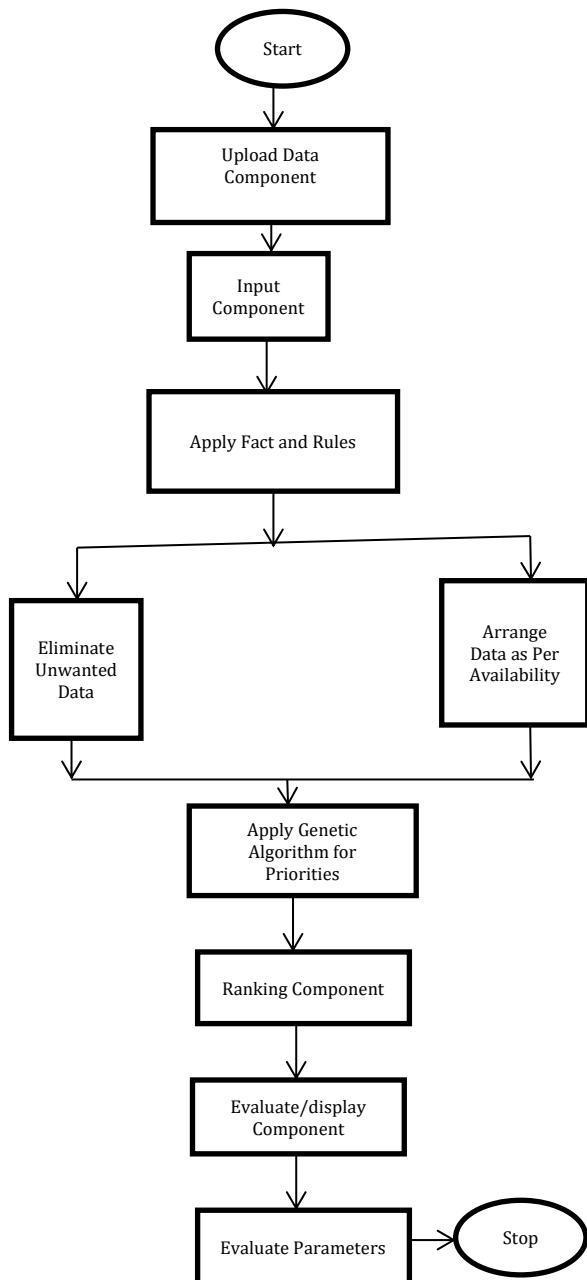 Start
Upload Data
Component
Input
Component
Apply Fact and Rules
Eliminate
Unwanted
Data
Arrange
Data as Per
Availability
Apply Genetic
Algorithm for
Priorities
Ranking Component
Evaluate/display
Component
Evaluate Parameters
Stop